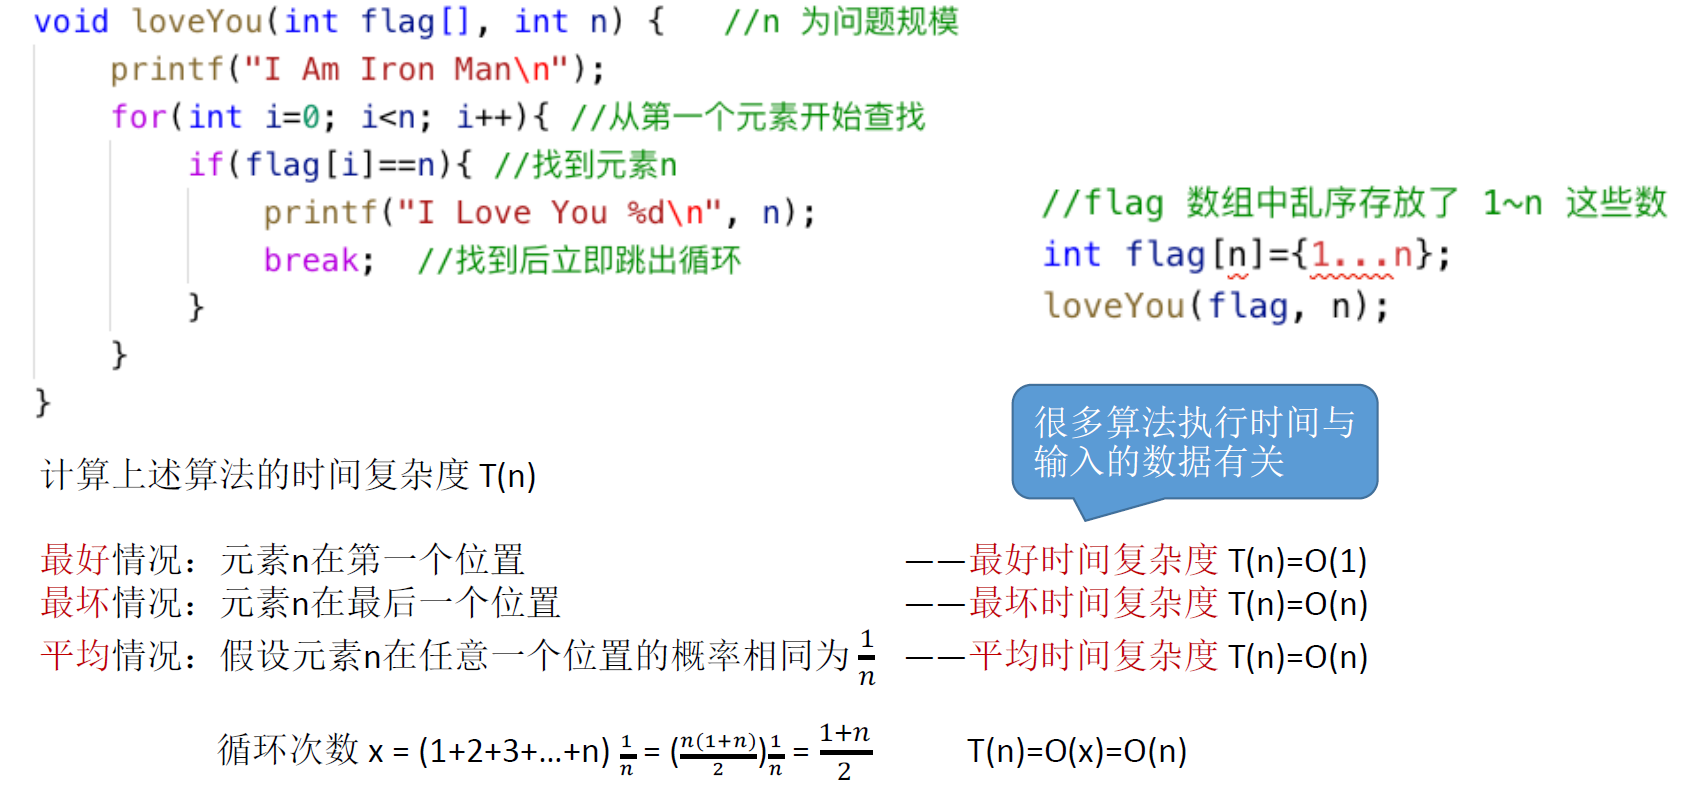 void loveYou(int flag[], int n) {   //n 为问题规模
    printf("I Am Iron Man\n");
    for(int i=0; i<n; i++){ //从第一个元素开始查找
        if(flag[i]==n){ //找到元素n
            printf("I Love You %d\n", n);
            break;  //找到后立即跳出循环
        }
    }
}
//flag 数组中乱序存放了 1~n 这些数
int flag[n]={1...n};
loveYou(flag, n);
很多算法执行时间与
输入的数据有关
计算上述算法的时间复杂度 T(n)
最好情况：元素n在第一个位置 ——最好时间复杂度 T(n)=O(1)
最坏情况：元素n在最后一个位置 ——最坏时间复杂度 T(n)=O(n)
平均情况：假设元素n在任意一个位置的概率相同为 1/n ——平均时间复杂度 T(n)=O(n)
循环次数 x = (1+2+3+…+n) 1/n = (n(1+n)/2) 1/n = (1+n)/2 T(n)=O(x)=O(n)